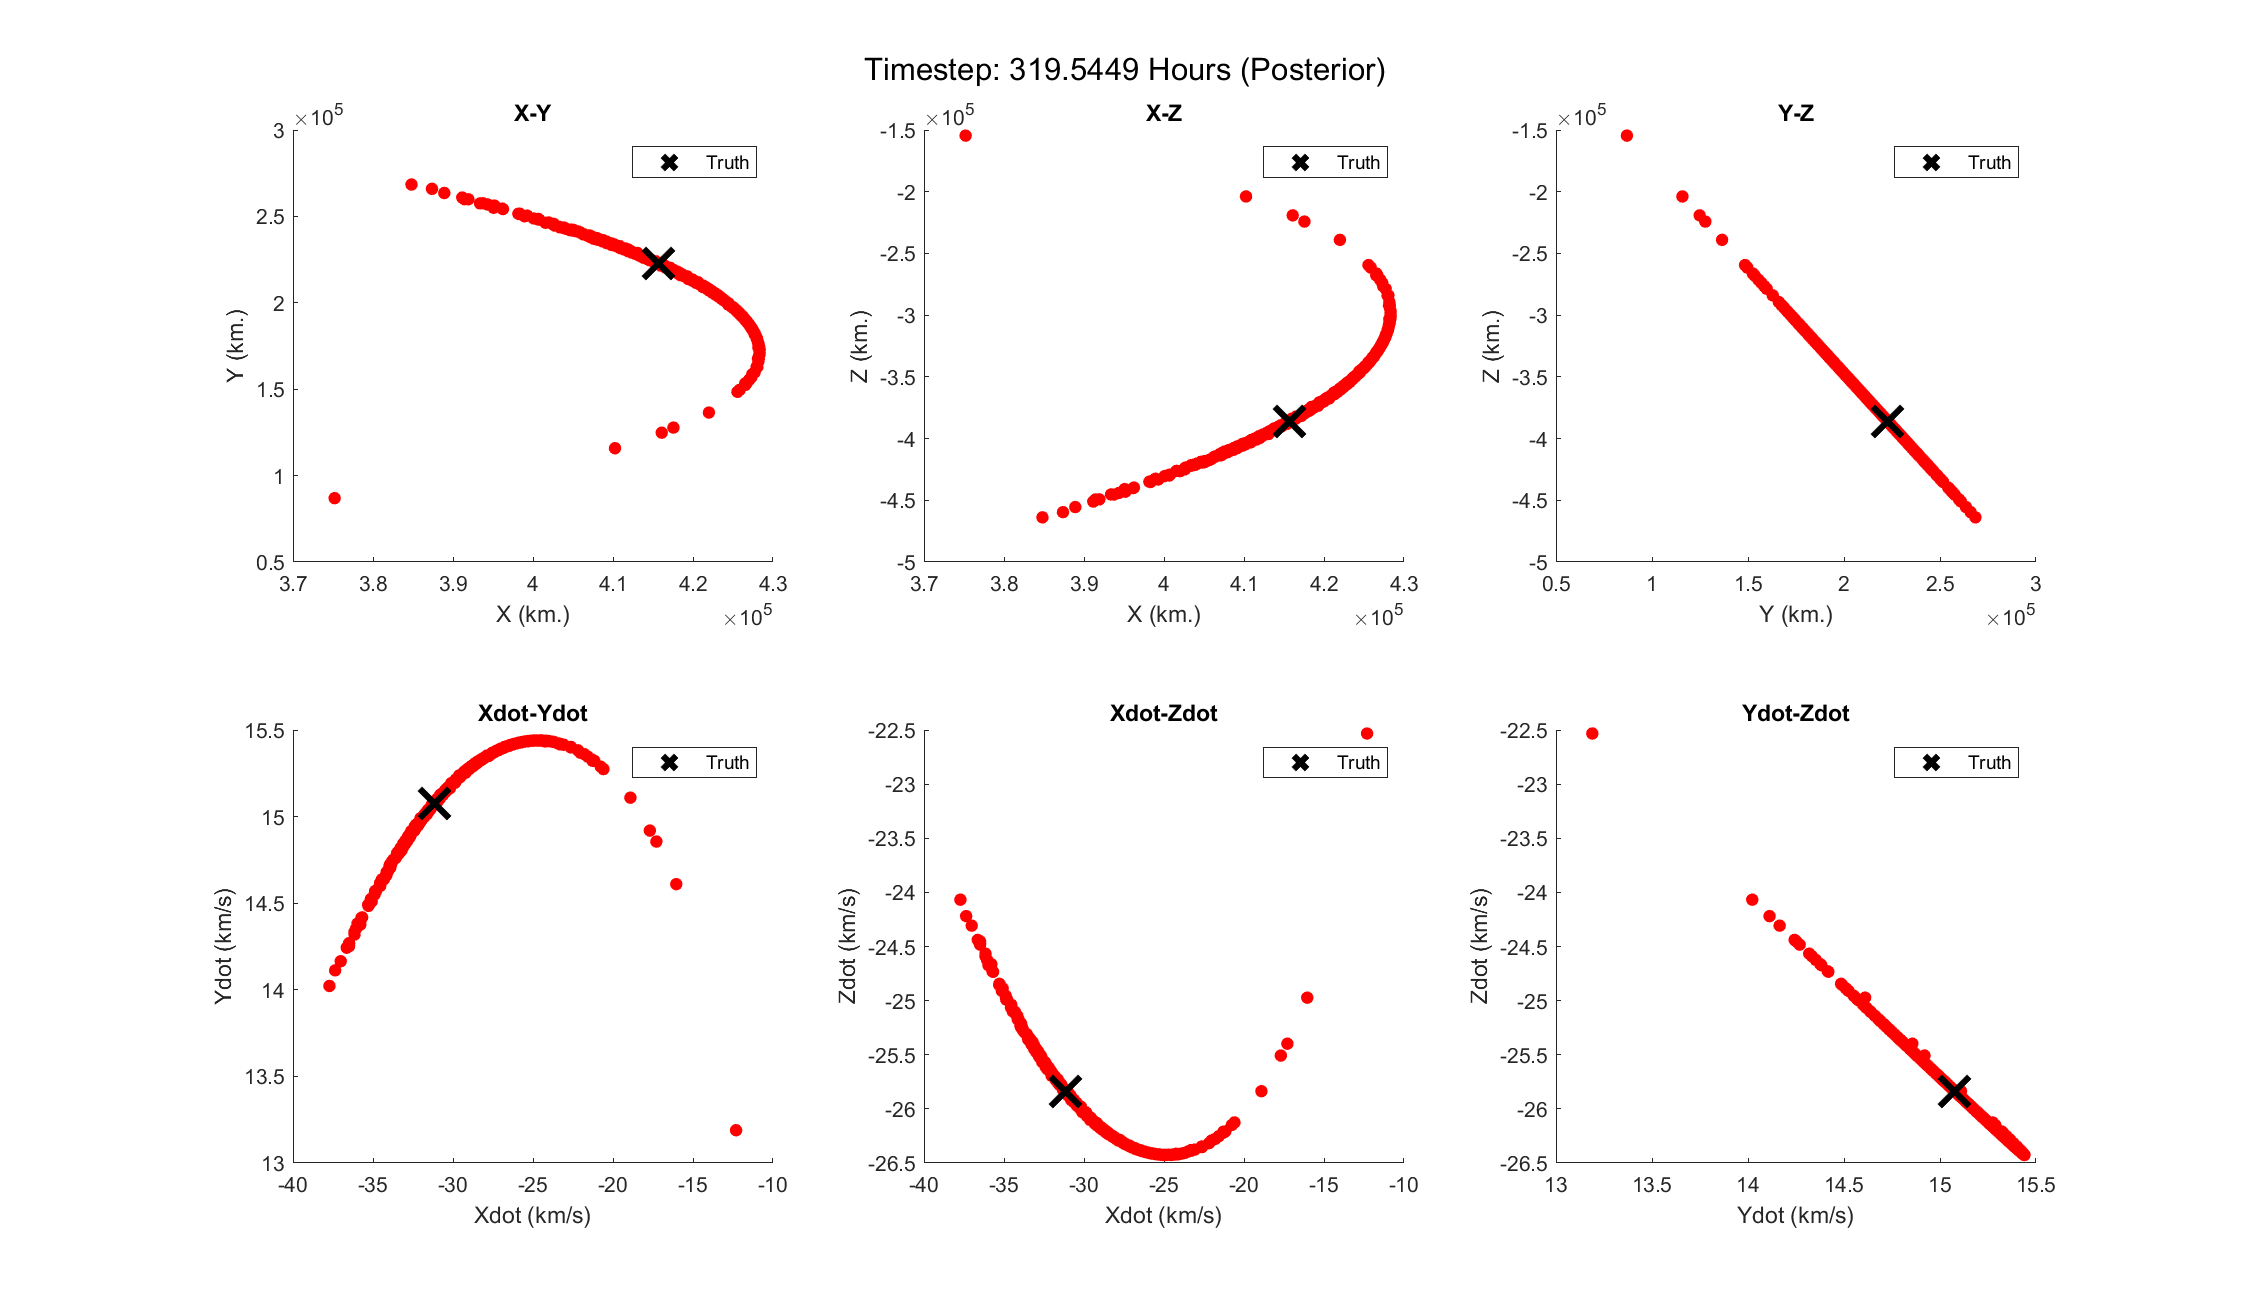 Timestep: 319.5449 Hours (Posterior)
X-Y
×10^5
3
2.5
2
1.5
1
0.5
Y (km.)
3.7 3.8 3.9 4 4.1 4.2 4.3
X (km.)
×10^5
Truth
X-Z
×10^5
-1.5
-2
-2.5
-3
-3.5
-4
-4.5
-5
Z (km.)
3.7 3.8 3.9 4 4.1 4.2 4.3
X (km.)
×10^5
Truth
Y-Z
×10^5
-1.5
-2
-2.5
-3
-3.5
-4
-4.5
-5
Z (km.)
0.5 1 1.5 2 2.5 3
Y (km.)
×10^5
Truth
Xdot-Ydot
15.5
15
14.5
14
13.5
13
Ydot (km/s)
-40 -35 -30 -25 -20 -15 -10
Xdot (km/s)
Truth
Xdot-Zdot
-22.5
-23
-23.5
-24
-24.5
-25
-25.5
-26
-26.5
Zdot (km/s)
-40 -35 -30 -25 -20 -15 -10
Xdot (km/s)
Truth
Ydot-Zdot
-22.5
-23
-23.5
-24
-24.5
-25
-25.5
-26
-26.5
Zdot (km/s)
13 13.5 14 14.5 15 15.5
Ydot (km/s)
Truth